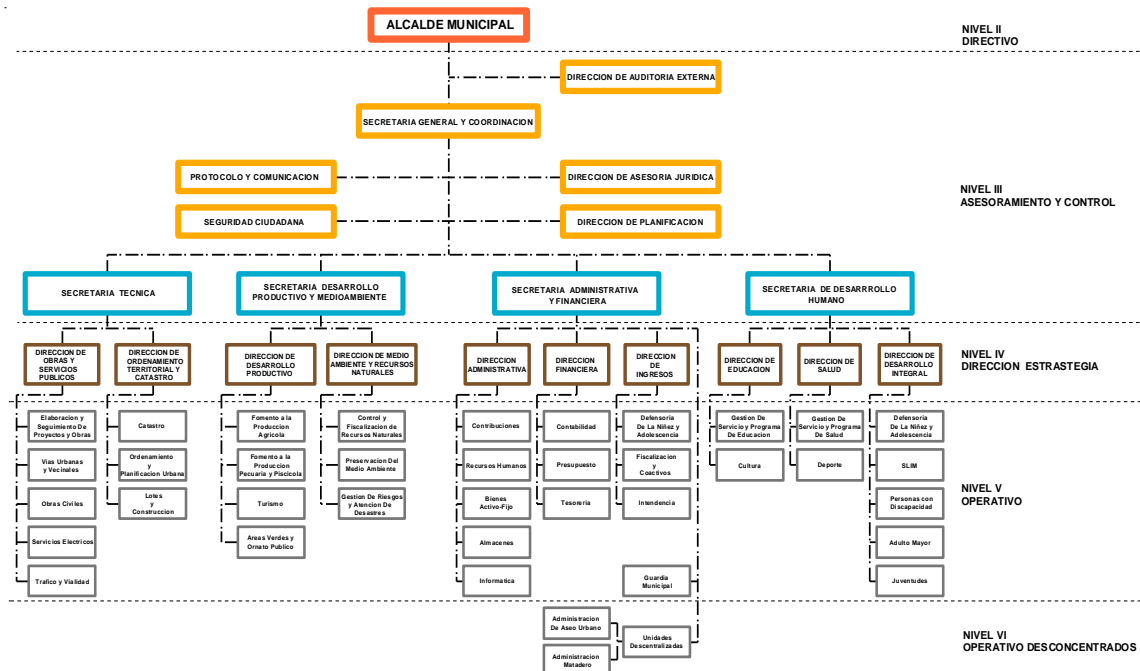 ALCALDE MUNICIPAL
NIVEL II
DIRECTIVO
DIRECCION DE AUDITORIA EXTERNA
SECRETARIA GENERAL Y COORDINACION
PROTOCOLO Y COMUNICACION
DIRECCION DE ASESORIA JURIDICA
NIVEL III
ASESORAMIENTO Y CONTROL
SEGURIDAD CIUDADANA
DIRECCION DE PLANIFICACION
SECRETARIA TECNICA
SECRETARIA DESARROLLO
PRODUCTIVO Y MEDIOAMBIENTE
SECRETARIA ADMINISTRATIVA
Y FINANCIERA
SECRETARIA DE DESARRROLLO
HUMANO
DIRECCION DE
OBRAS Y
SERVICIOS
PUBLICOS
DIRECCION DE
ORDENAMIENTO
TERRITORIAL Y
CATASTRO
DIRECCION DE
DESARROLLO
PRODUCTIVO
DIRECCION DE MEDIO
AMBIENTE Y RECURSOS
NATURALES
DIRECCION
ADMINISTRATIVA
DIRECCION
FINANCIERA
DIRECCION
DE
INGRESOS
DIRECCION DE
EDUCACION
DIRECCION DE
SALUD
DIRECCION DE
DESARROLLO
INTEGRAL
NIVEL IV
DIRECCION ESTRASTEGIA
Elaboracion y
Seguimiento De
Proyectos y Obras
Catastro
Fomento a la
Produccion
Agricola
Control y
Fiscalizacion de
Recursos Naturales
Contribuciones
Contabilidad
Defensoria
De La Niñez y
Adolescencia
Gestion De
Servicio y Programa
De Educacion
Gestion De
Servicio y Programa
De Salud
Defensoria
De La Niñez y
Adolescencia
Vias Urbanas
y Vecinales
Ordenamiento
y
Planificacion Urbana
Fomento a la
Produccion
Pecuaria y Piscicola
Preservacion Del
Medio Ambiente
Recursos Humanos
Presupuesto
Fiscalizacion
y
Coactivos
Cultura
Deporte
SLIM
NIVEL V
OPERATIVO
Obras Civiles
Lotes
y
Construccion
Turismo
Gestion De Riesgos
y Atencion De
Desastres
Bienes
Activo-Fijo
Tesoreria
Intendencia
Personas con
Discapacidad
Servicios Electricos
Areas Verdes y
Ornato Publico
Almacenes
Adulto Mayor
Trafico y Vialidad
Informatica
Guardia
Municipal
Juventudes
Administracion
De Aseo Urbano
Unidades
Descentralizadas
Administracion
Matadero
NIVEL VI
OPERATIVO DESCONCENTRADOS